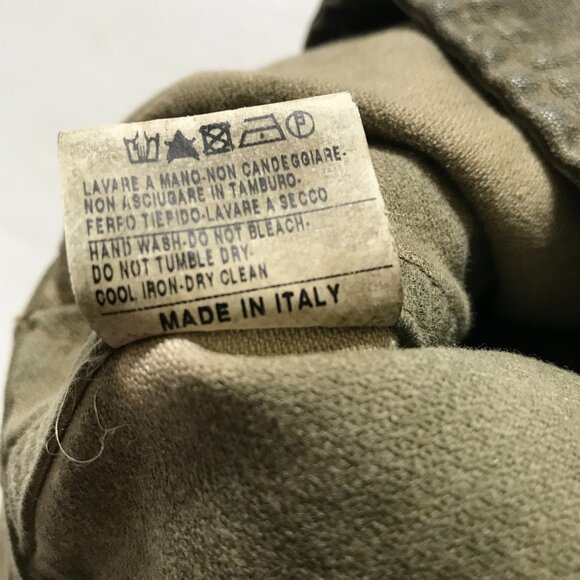 P
LAVARE A MANO-NON CANDEGGIARE-
NON ASCIUGARE IN TAMBURO-
FERRO TIEPIDO-LAVARE A SECCO
HAND WASH-DO NOT BLEACH-
DO NOT TUMBLE DRY-
COOL IRON-DRY CLEAN
MADE IN ITALY